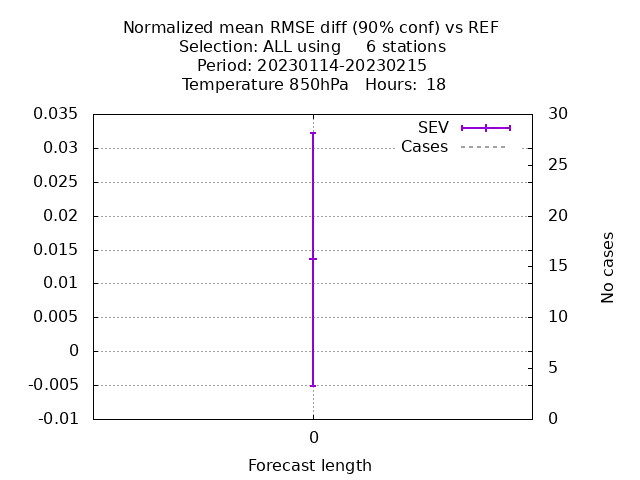 Normalized mean RMSE diff (90% conf) vs REF
Selection: ALL using     6 stations
Period: 20230114-20230215
Temperature 850hPa   Hours:  18
0.035
0.03
0.025
0.02
0.015
0.01
0.005
0
-0.005
-0.01
SEV
Cases
30
25
20
15
10
5
0
No cases
0
Forecast length